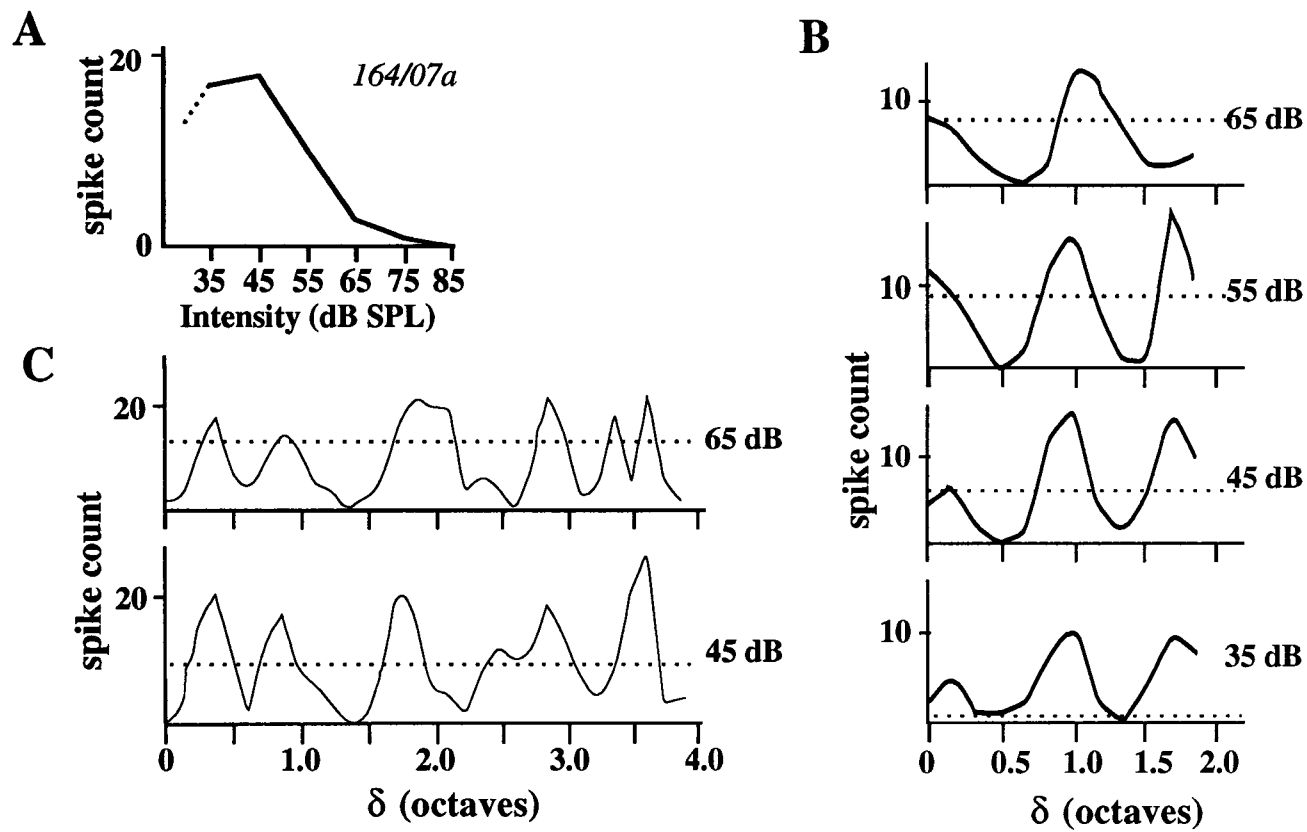 A
20
164/07a
spike count
0
35 45 55 65 75 85
Intensity (dB SPL)
B
10
65 dB
10
55 dB
spike count
10
45 dB
10
35 dB
0 0.5 1.0 1.5 2.0
δ (octaves)
C
20
65 dB
spike count
20
45 dB
0 1.0 2.0 3.0 4.0
δ (octaves)